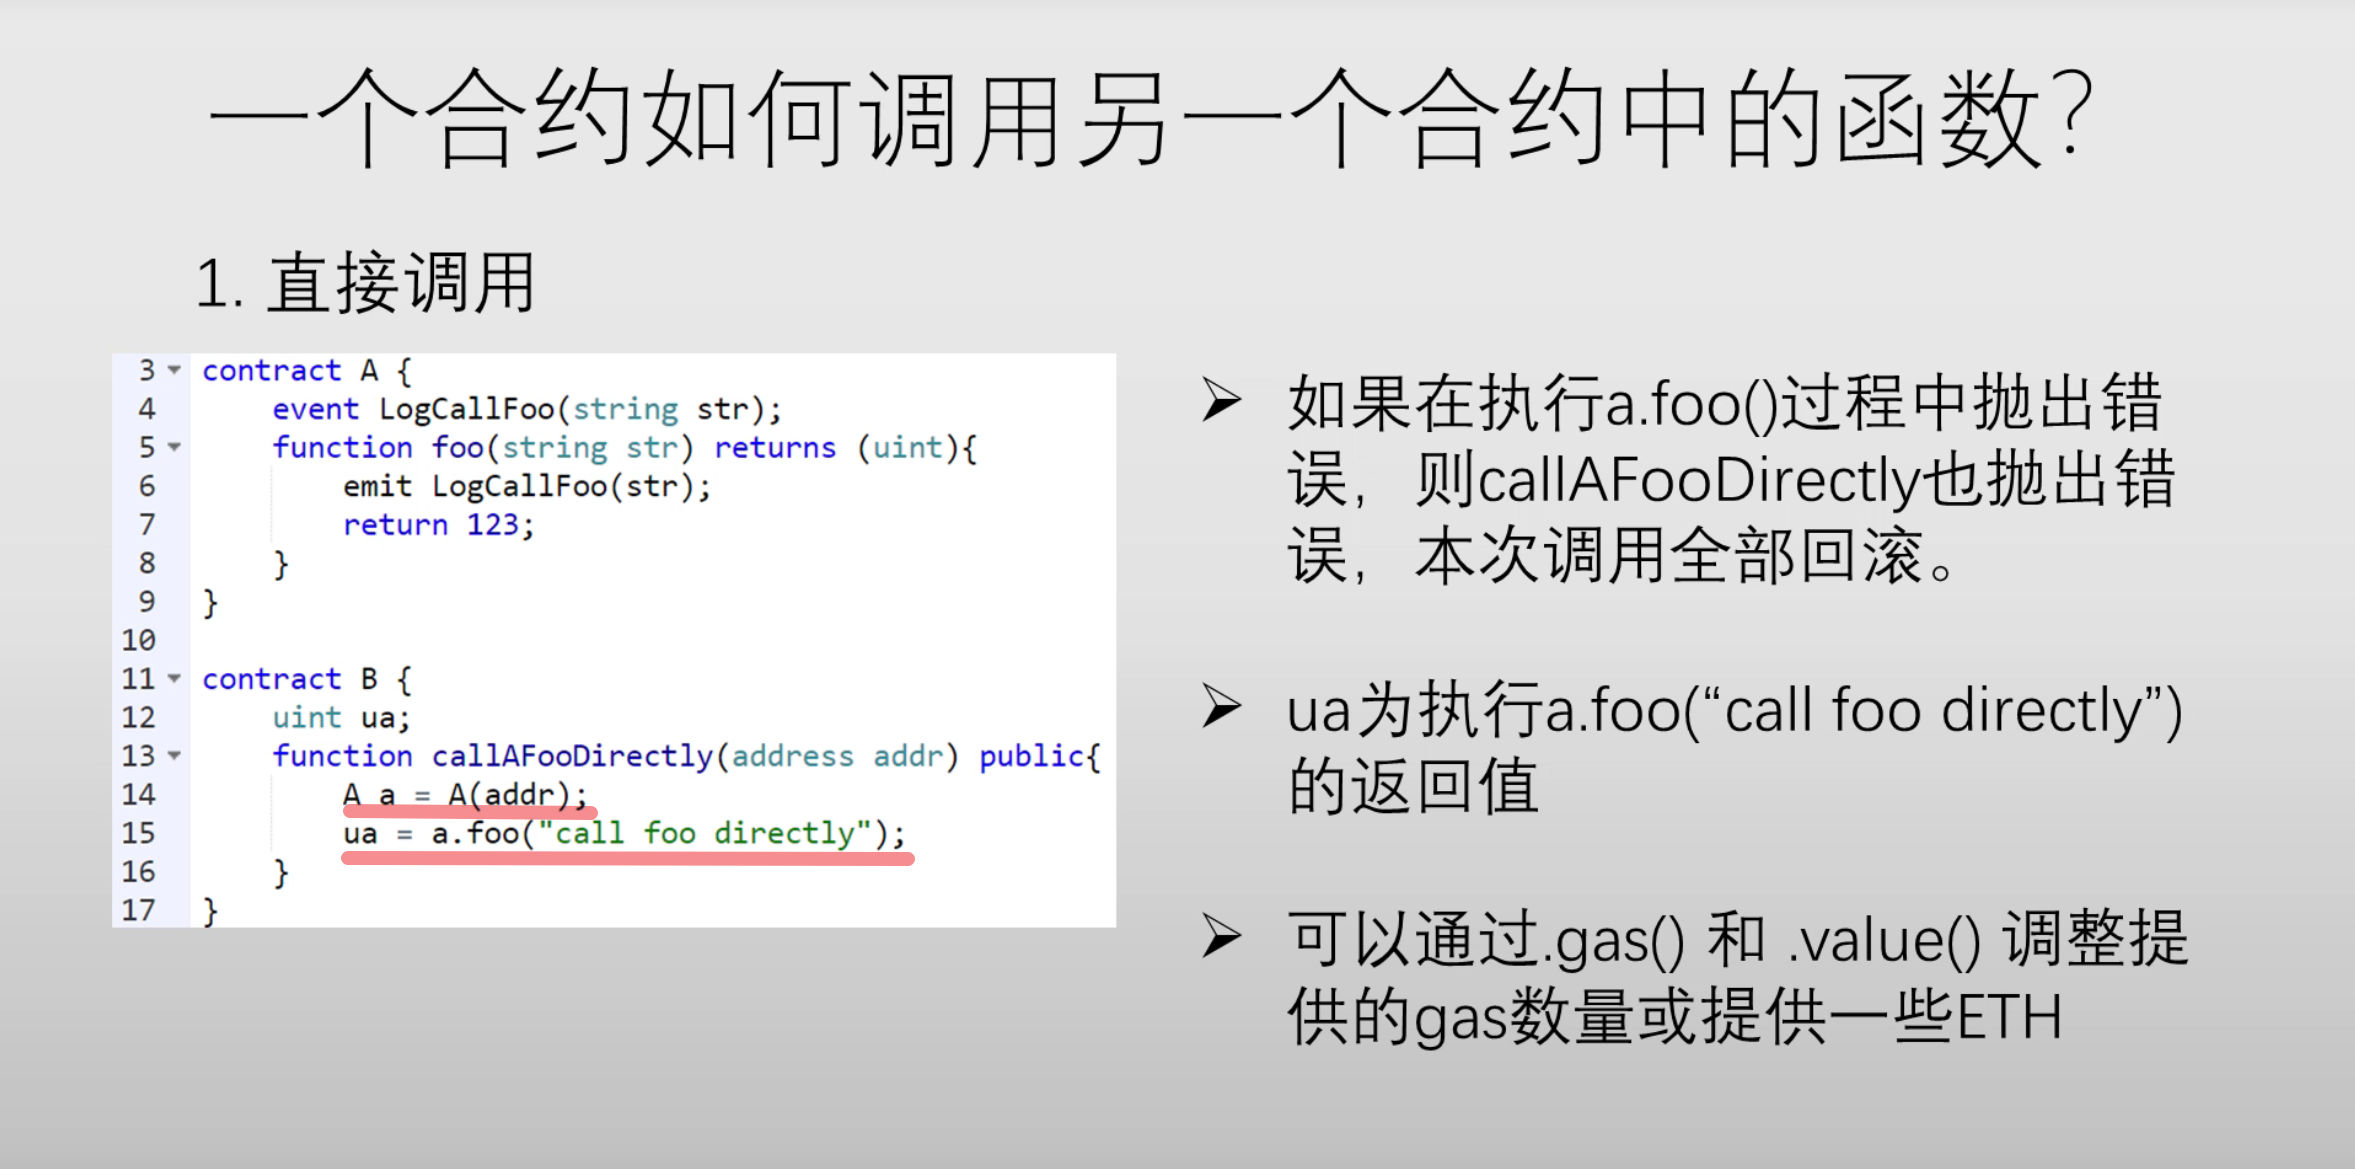 一个合约如何调用另一个合约中的函数？
1. 直接调用
3 contract A {
4 event LogCallFoo(string str);
5 function foo(string str) returns (uint){
6 emit LogCallFoo(str);
7 return 123;
8 }
9 }
10
11 contract B {
12 uint ua;
13 function callAFooDirectly(address addr) public{
14 A a = A(addr);
15 ua = a.foo("call foo directly");
16 }
17 }
➢ 如果在执行a.foo()过程中抛出错
误，则callAFooDirectly也抛出错
误，本次调用全部回滚。
➢ ua为执行a.foo(“call foo directly”)
的返回值
➢ 可以通过.gas() 和 .value() 调整提
供的gas数量或提供一些ETH